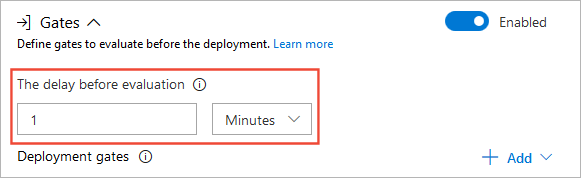 Gates
Enabled
Define gates to evaluate before the deployment. Learn more
The delay before evaluation
1
Minutes
Deployment gates
Add